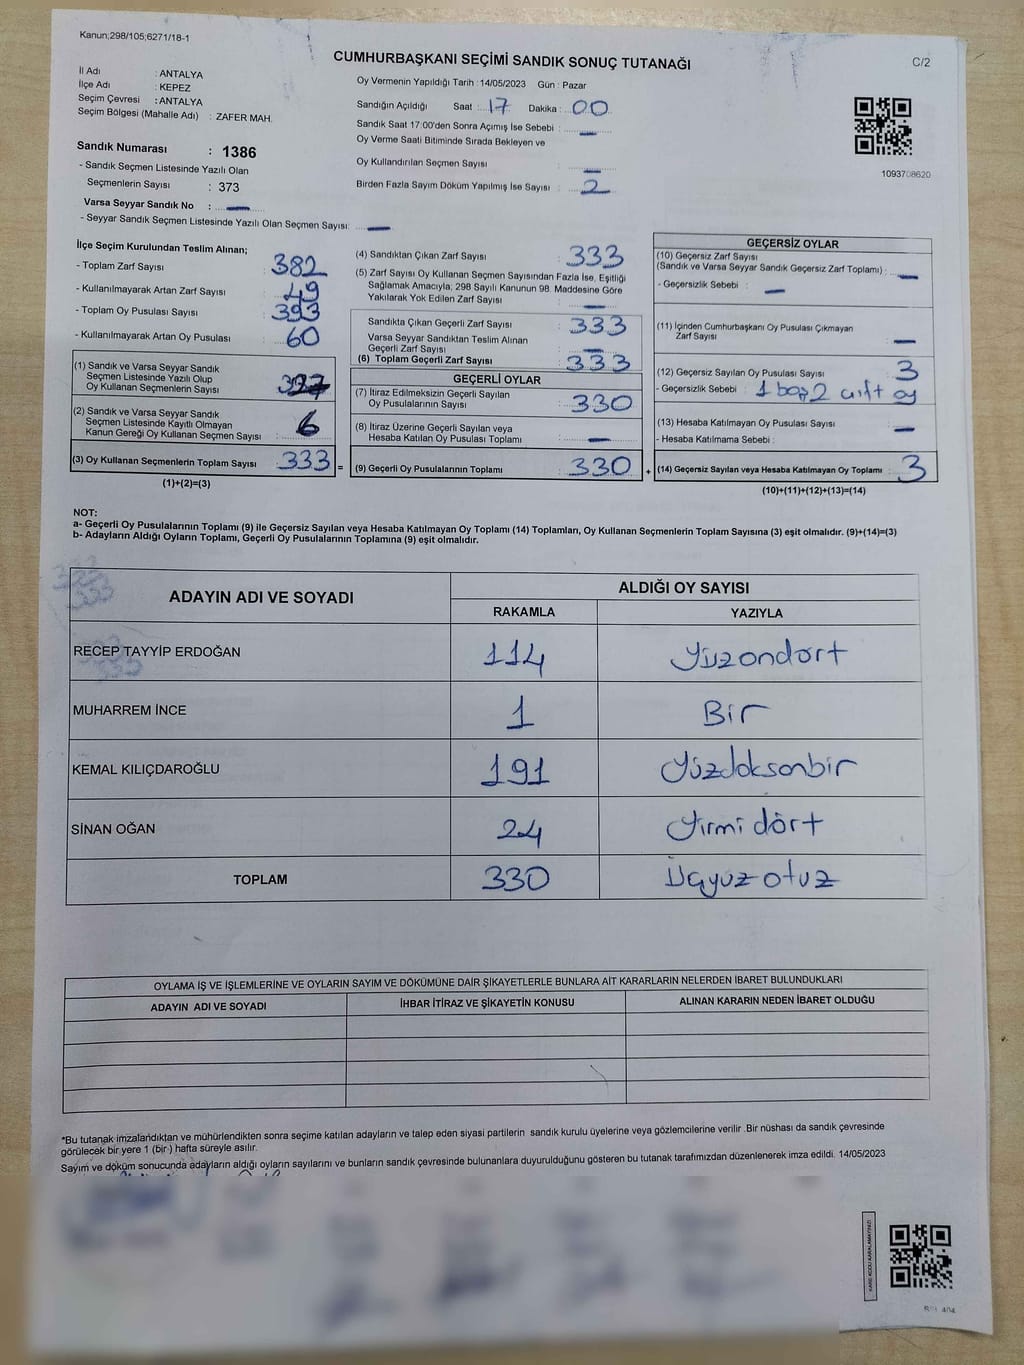 Kanun;298/105;6271/18-1
CUMHURBAŞKANI SEÇİMİ SANDIK SONUÇ TUTANAĞI
C/2
İl Adı : ANTALYA
İlçe Adı : KEPEZ
Seçim Çevresi : ANTALYA
Seçim Bölgesi (Mahalle Adı) : ZAFER MAH.
Oy Vermenin Yapıldığı Tarih : 14/05/2023 Gün : Pazar
Sandığın Açıldığı Saat : 17 Dakika : 00
Sandık Saat 17:00'den Sonra Açımış İse Sebebi : —
Oy Verme Saati Bitiminde Sırada Bekleyen ve
Oy Kullandırılan Seçmen Sayısı —
Birden Fazla Sayım Döküm Yapılmış İse Sayısı : 2
1093708620
Sandık Numarası : 1386
- Sandık Seçmen Listesinde Yazılı Olan
Seçmenlerin Sayısı : 373
Varsa Seyyar Sandık No : —
- Seyyar Sandık Seçmen Listesinde Yazılı Olan Seçmen Sayısı: —
İlçe Seçim Kurulundan Teslim Alınan;
- Toplam Zarf Sayısı : 382
- Kullanılmayarak Artan Zarf Sayısı : 49
- Toplam Oy Pusulası Sayısı : 393
- Kullanılmayarak Artan Oy Pusulası : 60
(1) Sandık ve Varsa Seyyar Sandık
Seçmen Listesinde Yazılı Olup
Oy Kullanan Seçmenlerin Sayısı
(2) Sandık ve Varsa Seyyar Sandık
Seçmen Listesinde Kayıtlı Olmayan
Kanun Gereği Oy Kullanan Seçmen Sayısı : 6
(3) Oy Kullanan Seçmenlerin Toplam Sayısı : 333 =
(1)+(2)=(3)
(4) Sandıktan Çıkan Zarf Sayısı : 333
(5) Zarf Sayısı Oy Kullanan Seçmen Sayısından Fazla İse, Eşitliği
Sağlamak Amacıyla; 298 Sayılı Kanunun 98. Maddesine Göre
Yakılarak Yok Edilen Zarf Sayısı : —
Sandıkta Çıkan Geçerli Zarf Sayısı : 333
Varsa Seyyar Sandıktan Teslim Alınan
Geçerli Zarf Sayısı : —
(6) Toplam Geçerli Zarf Sayısı : 333
GEÇERLİ OYLAR
(7) İtiraz Edilmeksizin Geçerli Sayılan
Oy Pusulalarının Sayısı : 330
(8) İtiraz Üzerine Geçerli Sayılan veya
Hesaba Katılan Oy Pusulası Toplamı : —
(9) Geçerli Oy Pusulalarının Toplamı : 330 +
GEÇERSİZ OYLAR
(10) Geçersiz Zarf Sayısı
(Sandık ve Varsa Seyyar Sandık Geçersiz Zarf Toplamı) : —
- Geçersizlik Sebebi : —
(11) İçinden Cumhurbaşkanı Oy Pusulası Çıkmayan
Zarf Sayısı : —
(12) Geçersiz Sayılan Oy Pusulası Sayısı : 3
- Geçersizlik Sebebi : 1 boş 2 çift oy
(13) Hesaba Katılmayan Oy Pusulası Sayısı : —
- Hesaba Katılmama Sebebi :
(14) Geçersiz Sayılan veya Hesaba Katılmayan Oy Toplamı : 3
(10)+(11)+(12)+(13)=(14)
NOT:
a- Geçerli Oy Pusulalarının Toplamı (9) ile Geçersiz Sayılan veya Hesaba Katılmayan Oy Toplamı (14) Toplamları, Oy Kullanan Seçmenlerin Toplam Sayısına (3) eşit olmalıdır. (9)+(14)=(3)
b- Adayların Aldığı Oyların Toplamı, Geçerli Oy Pusulalarının Toplamına (9) eşit olmalıdır.
ADAYIN ADI VE SOYADI
ALDIĞI OY SAYISI
RAKAMLA YAZIYLA
RECEP TAYYİP ERDOĞAN 114 Yüzondört
MUHARREM İNCE 1 Bir
KEMAL KILIÇDAROĞLU 191 Yüzdoksanbir
SİNAN OĞAN 24 Yirmi dört
TOPLAM 330 Üçyüz otuz
OYLAMA İŞ VE İŞLEMLERİNE VE OYLARIN SAYIM VE DÖKÜMÜNE DAİR ŞİKAYETLERLE BUNLARA AİT KARARLARIN NELERDEN İBARET BULUNDUKLARI
ADAYIN ADI VE SOYADI İHBAR İTİRAZ VE ŞİKAYETİN KONUSU ALINAN KARARIN NEDEN İBARET OLDUĞU
*Bu tutanak imzalandıktan ve mühürlendikten sonra seçime katılan adayların ve talep eden siyasi partilerin sandık kurulu üyelerine veya gözlemcilerine verilir .Bir nüshası da sandık çevresinde
görülecek bir yere 1 (bir ) hafta süreyle asılır.
Sayım ve döküm sonucunda adayların aldığı oyların sayılarını ve bunların sandık çevresinde bulunanlara duyurulduğunu gösteren bu tutanak tarafımızdan düzenlenerek imza edildi. 14/05/2023
KARE KODU KARALAMAYINIZ!